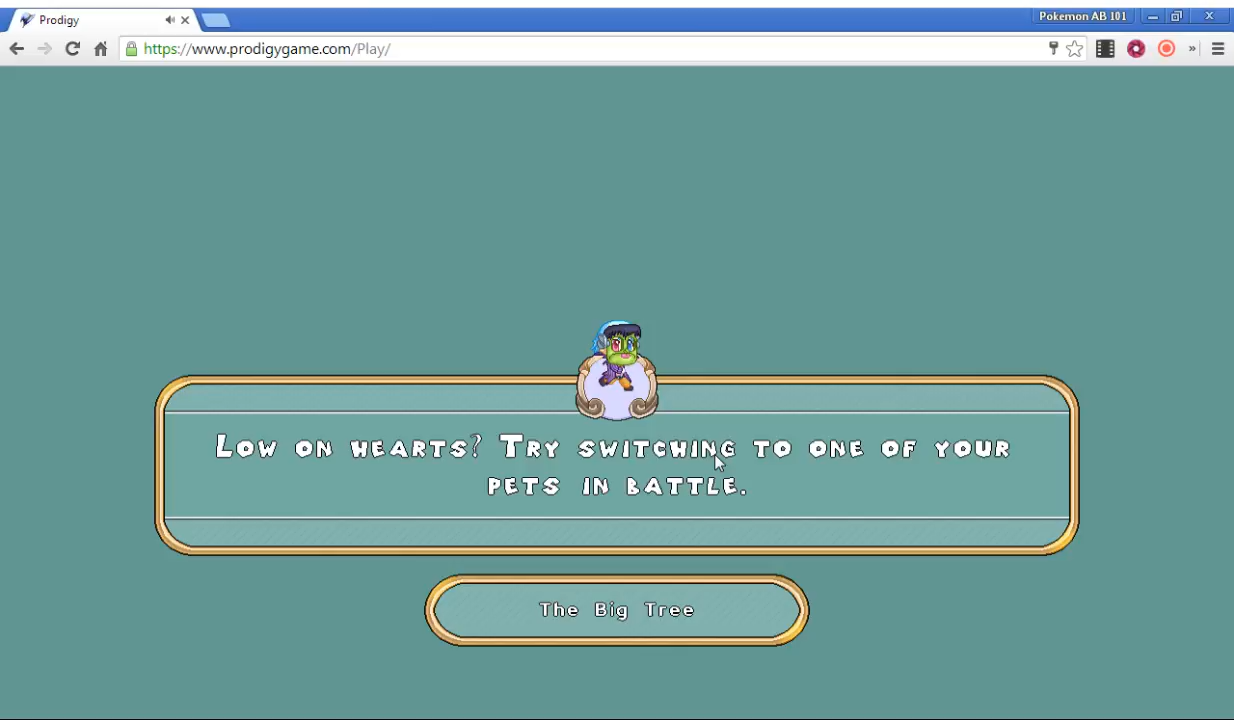 Prodigy
Pokemon AB 101
https://www.prodigygame.com/Play/
Low on hearts? Try switching to one of your
pets in battle.
The Big Tree